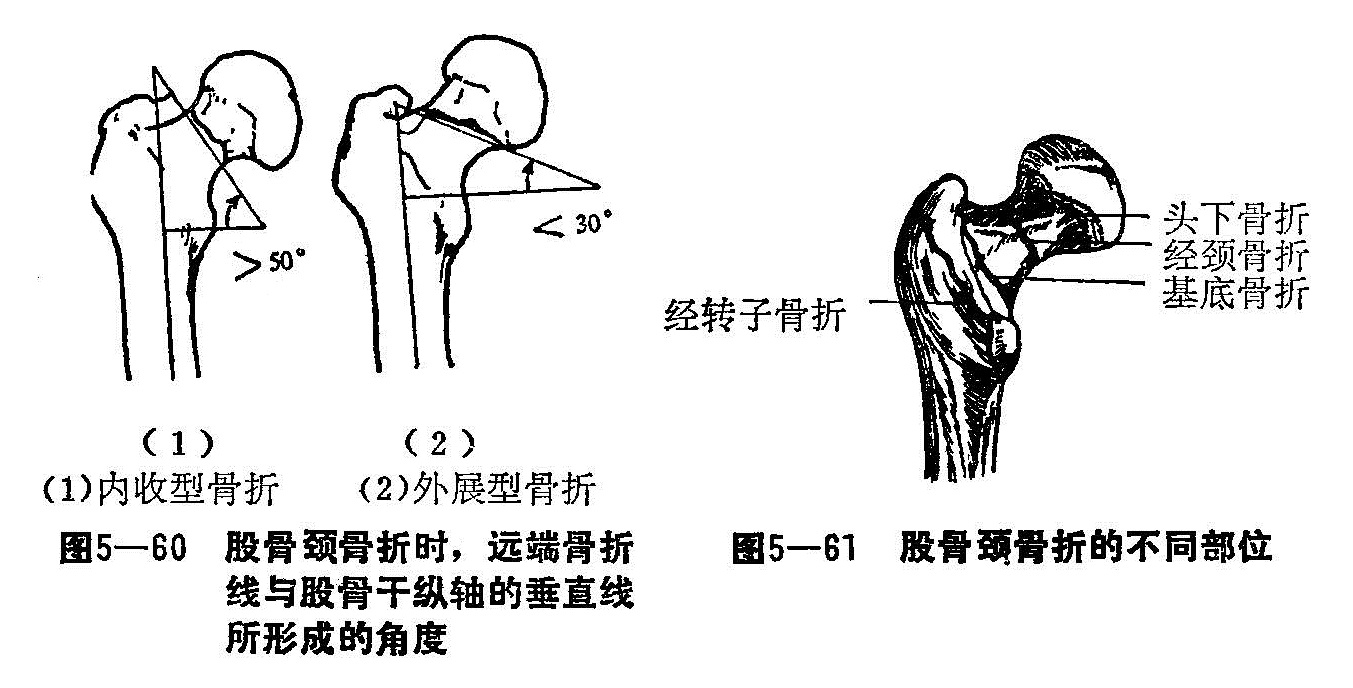 >50°
<30°
(1)
(2)
(1)内收型骨折
(2)外展型骨折
图5—60 股骨颈骨折时，远端骨折
线与股骨干纵轴的垂直线
所形成的角度
头下骨折
经颈骨折
基底骨折
经转子骨折
图5—61 股骨颈骨折的不同部位